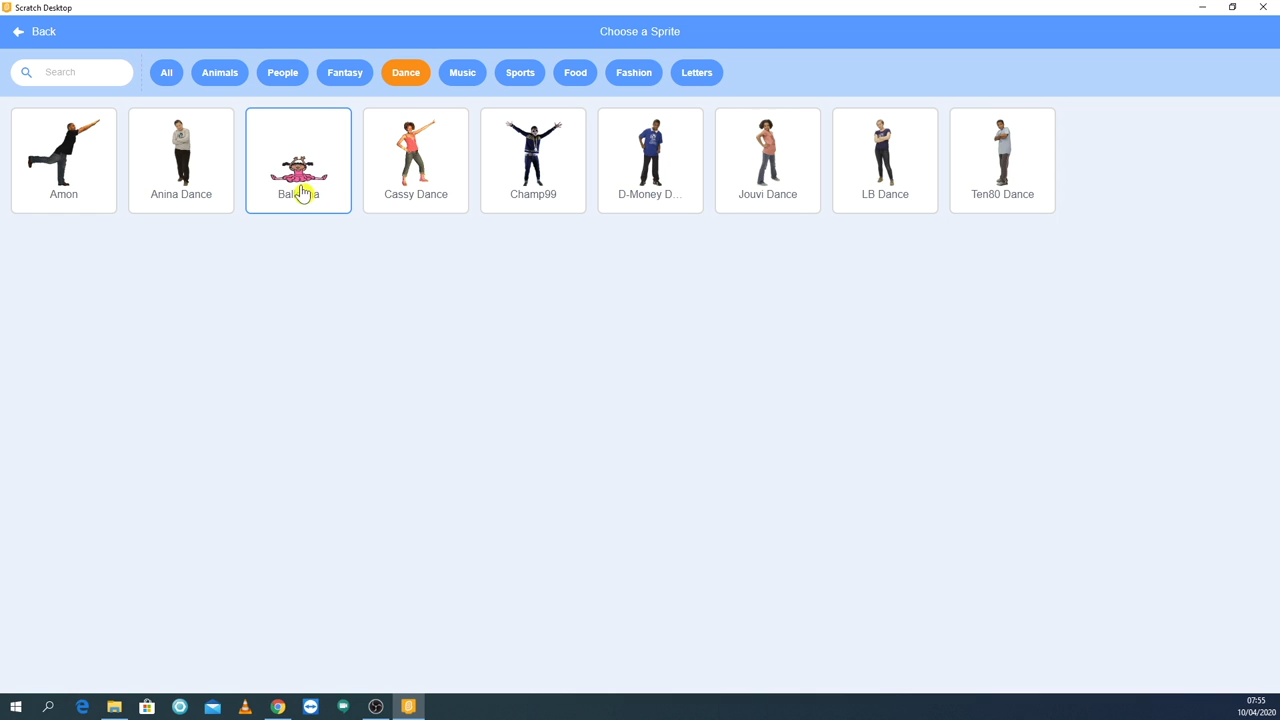 Scratch Desktop
Back
Choose a Sprite
Search
All
Animals
People
Fantasy
Dance
Music
Sports
Food
Fashion
Letters
Amon
Anina Dance
Cassy Dance
Champ99
D-Money D...
Jouvi Dance
LB Dance
Ten80 Dance
07:55
10/04/2020